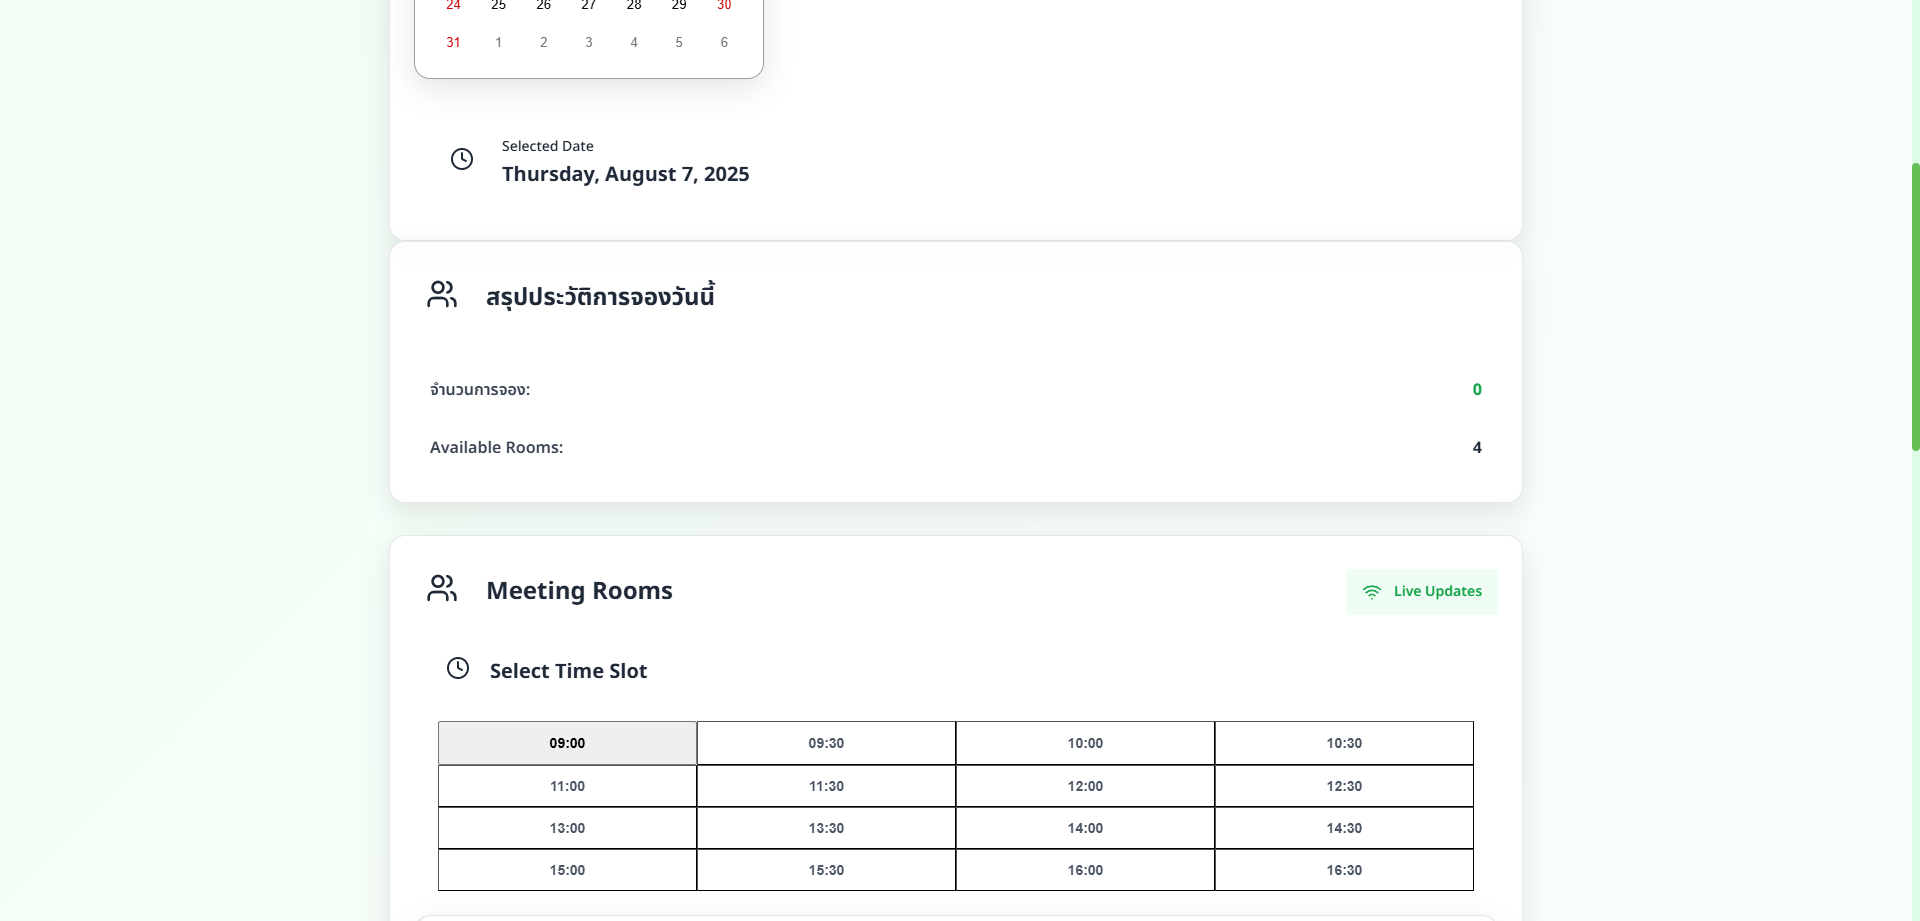 24 25 26 27 28 29 30
31 1 2 3 4 5 6
Selected Date
Thursday, August 7, 2025
สรุปประวัติการจองวันนี้
จำนวนการจอง: 0
Available Rooms: 4
Meeting Rooms
Live Updates
Select Time Slot
09:00 09:30 10:00 10:30
11:00 11:30 12:00 12:30
13:00 13:30 14:00 14:30
15:00 15:30 16:00 16:30